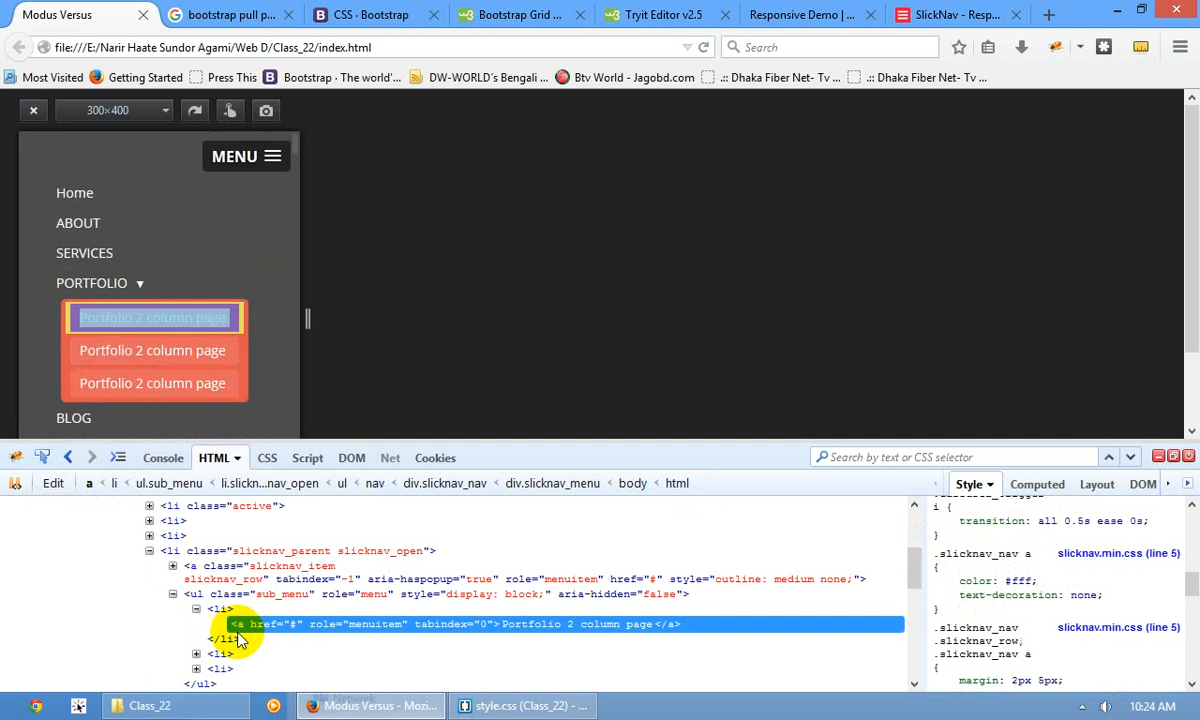 Modus Versus
bootstrap pull p...
CSS · Bootstrap
Bootstrap Grid ...
Tryit Editor v2.5
Responsive Demo | ...
SlickNav - Resp...
file:///E:/Narir Haate Sundor Agami/Web D/Class_22/index.html
Search
Most Visited
Getting Started
Press This
Bootstrap · The world'...
DW-WORLD´s Bengali ...
Btv World - Jagobd.com
.:: Dhaka Fiber Net- Tv ...
.:: Dhaka Fiber Net- Tv ...
300×400
MENU
Home
ABOUT
SERVICES
PORTFOLIO ▼
Portfolio 2 column page
Portfolio 2 column page
Portfolio 2 column page
BLOG
Console
HTML
CSS
Script
DOM
Net
Cookies
Search by text or CSS selector
Edit
a < li < ul.sub_menu < li.slickn...nav_open < ul < nav < div.slicknav_nav < div.slicknav_menu < body < html
Style
Computed
Layout
DOM
<li class="active">
<li>
<li>
<li class="slicknav_parent slicknav_open">
<a class="slicknav_item
slicknav_row" tabindex="-1" aria-haspopup="true" role="menuitem" href="#" style="outline: medium none;">
<ul class="sub_menu" role="menu" style="display: block;" aria-hidden="false">
<li>
<a href="#" role="menuitem" tabindex="0">Portfolio 2 column page</a>
</li>
<li>
<li>
</ul>
i {
transition: all 0.5s ease 0s;
}
.slicknav_nav a
slicknav.min.css (line 5)
{
color: #fff;
text-decoration: none;
}
.slicknav_nav
slicknav.min.css (line 5)
.slicknav_row,
.slicknav_nav a
{
margin: 2px 5px;
Class_22
Modus Versus - Mozi...
style.css (Class_22) - ...
10:24 AM